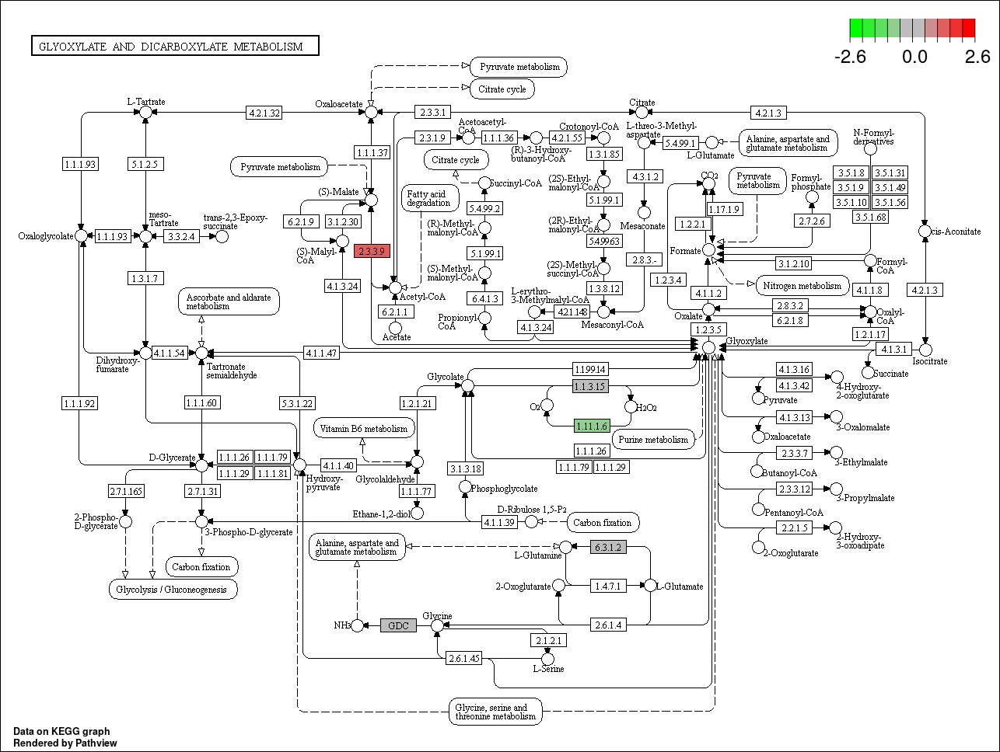 GLYOXYLATE AND DICARBOXYLATE METABOLISM
-2.6 0.0 2.6
Pyruvate metabolism
Citrate cycle
L-Tartrate
Oxaloacetate
Citrate
4.2.1.32
2.3.3.1
4.2.1.3
Acetoacetyl-
CoA
Crotonoyl-CoA
L-threo-3-Methyl-
aspartate
2.3.1.9
1.1.1.36
4.2.1.55
5.4.99.1
Alanine, aspartate and
glutamate metabolism
N-Formyl-
derivatives
(R)-3-Hydroxy-
butanoyl-CoA
L-Glutamate
1.1.1.37
1.3.1.85
1.1.1.93
5.1.2.5
Pyruvate metabolism
Citrate cycle
4.3.1.2
CO2
Pyruvate
metabolism
Formyl-
phosphate
3.5.1.8
3.5.1.31
3.5.1.9
3.5.1.49
3.5.1.10
3.5.1.56
3.5.1.68
(S)-Malate
Fatty acid
degradation
Succinyl-CoA
(2S)-Ethyl-
malonyl-CoA
5.4.99.2
5.1.99.1
1.17.1.9
1.2.2.1
2.7.2.6
Oxaloglycolate
1.1.1.93
meso-
Tartrate
3.3.2.4
trans-2,3-Epoxy-
succinate
6.2.1.9
3.1.2.30
(R)-Methyl-
malonyl-CoA
(2R)-Ethyl-
malonyl-CoA
Mesaconate
cis-Aconitate
(S)-Malyl-
CoA
2.3.3.9
5.1.99.1
5.4.99.63
2.8.3.-
Formate
3.1.2.10
Formyl-
CoA
1.3.1.7
4.1.3.24
(S)-Methyl-
malonyl-CoA
(2S)-Methyl-
succinyl-CoA
1.2.3.4
Nitrogen metabolism
Acetyl-CoA
6.4.1.3
1.3.8.12
4.1.1.2
4.1.1.8
4.2.1.3
Ascorbate and aldarate
metabolism
L-erythro-
3-Methylmalyl-CoA
6.2.1.1
4.2.1.148
2.8.3.2
6.2.1.8
Oxalate
Oxalyl-
CoA
Acetate
Propionyl-
CoA
4.1.3.24
Mesaconyl-CoA
1.2.3.5
1.2.1.17
Glyoxylate
4.1.1.54
4.1.1.47
4.1.3.1
Isocitrate
Dihydroxy-
fumarate
Tartronate
semialdehyde
Succinate
1.1.99.14
Glycolate
1.1.3.15
4.1.3.16
4.1.3.42
4-Hydroxy-
2-oxoglutarate
Pyruvate
1.1.1.92
1.1.1.60
5.3.1.22
1.2.1.21
O2
H2O2
4.1.3.13
3-Oxalomalate
Oxaloacetate
Vitamin B6 metabolism
1.11.1.6
Purine metabolism
D-Glycerate
1.1.1.26
1.1.1.79
1.1.1.29
1.1.1.81
4.1.1.40
1.1.1.26
1.1.1.79
1.1.1.29
2.3.3.7
3-Ethylmalate
Butanoyl-CoA
Hydroxy-
pyruvate
Glycolaldehyde
3.1.3.18
2.7.1.165
2.7.1.31
1.1.1.77
Phosphoglycolate
2.3.3.12
3-Propylmalate
Pentanoyl-CoA
2-Phospho-
D-glycerate
3-Phospho-D-glycerate
Ethane-1,2-diol
D-Ribulose 1,5-P2
4.1.1.39
Carbon fixation
2.2.1.5
2-Hydroxy-
3-oxoadipate
2-Oxoglutarate
Alanine, aspartate and
glutamate metabolism
L-Glutamine
6.3.1.2
Carbon fixation
Glycolysis / Gluconeogenesis
2-Oxoglutarate
1.4.7.1
L-Glutamate
NH3
GDC
Glycine
2.6.1.4
2.1.2.1
2.6.1.45
L-Serine
Glycine, serine and
threonine metabolism
Data on KEGG graph
Rendered by Pathview